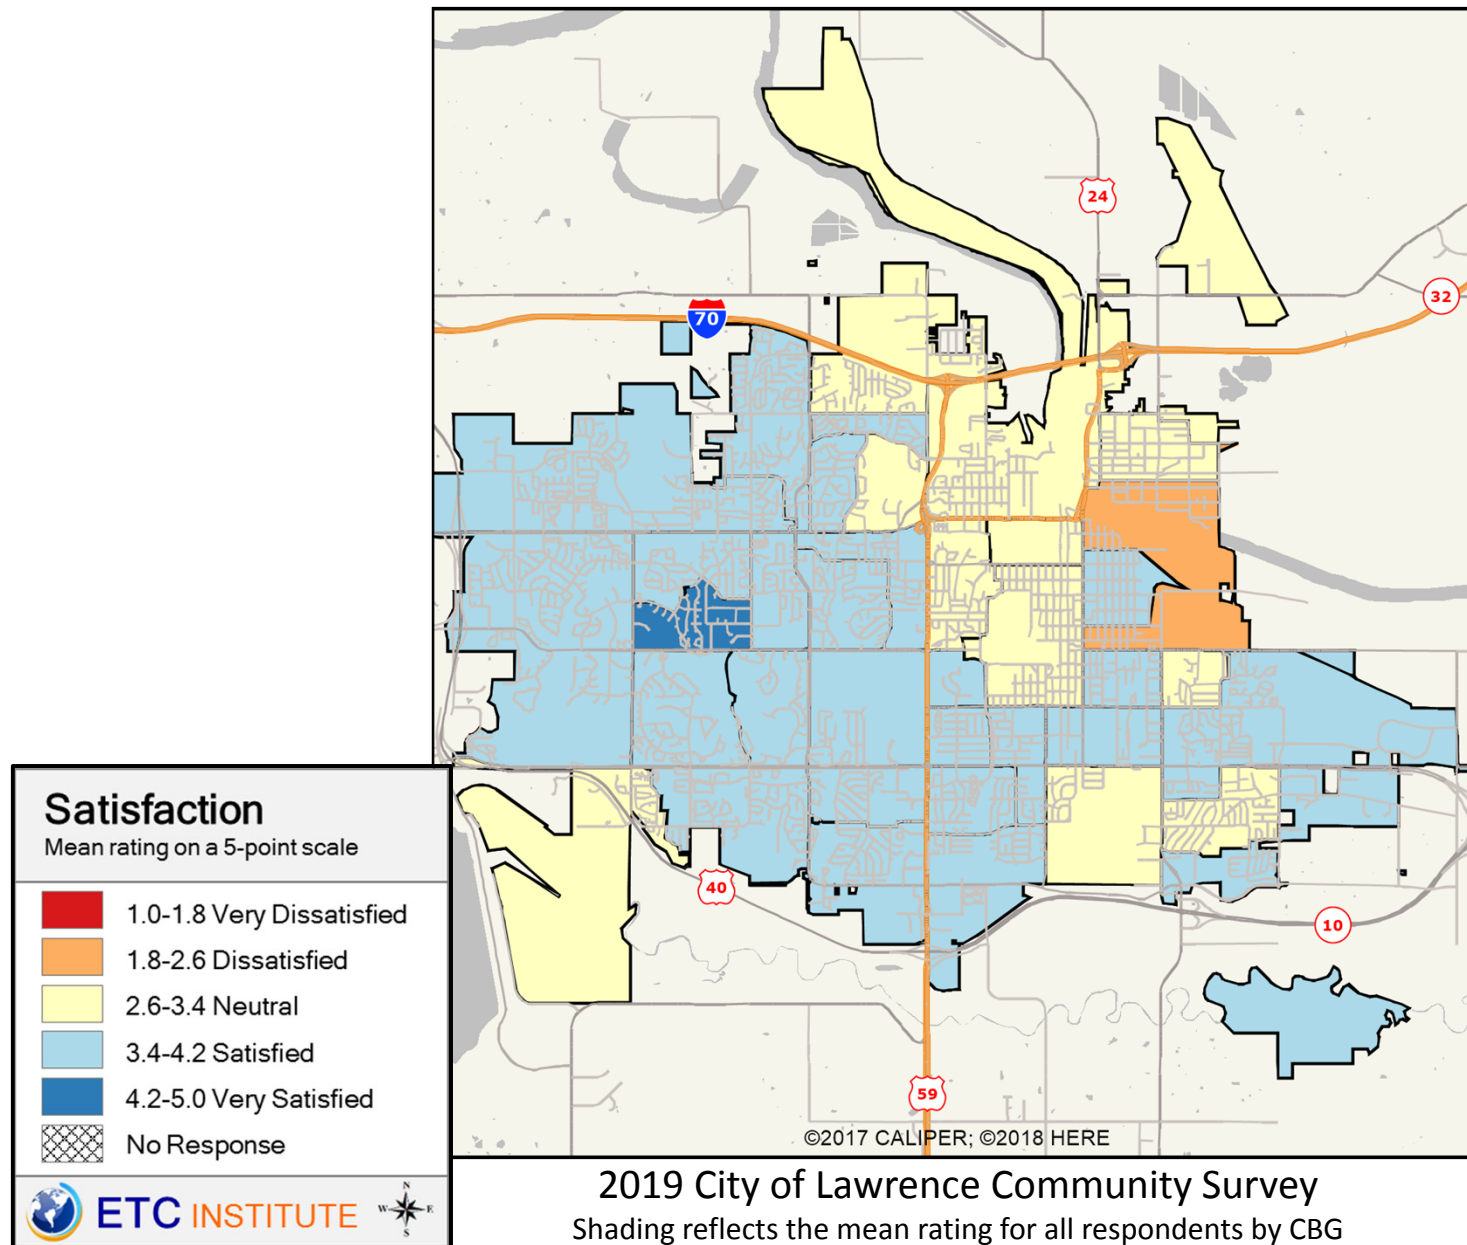 24
32
70
40
10
59
©2017 CALIPER; ©2018 HERE
Satisfaction
Mean rating on a 5-point scale
1.0-1.8 Very Dissatisfied
1.8-2.6 Dissatisfied
2.6-3.4 Neutral
3.4-4.2 Satisfied
4.2-5.0 Very Satisfied
No Response
ETC INSTITUTE
N
W E
S
2019 City of Lawrence Community Survey
Shading reflects the mean rating for all respondents by CBG